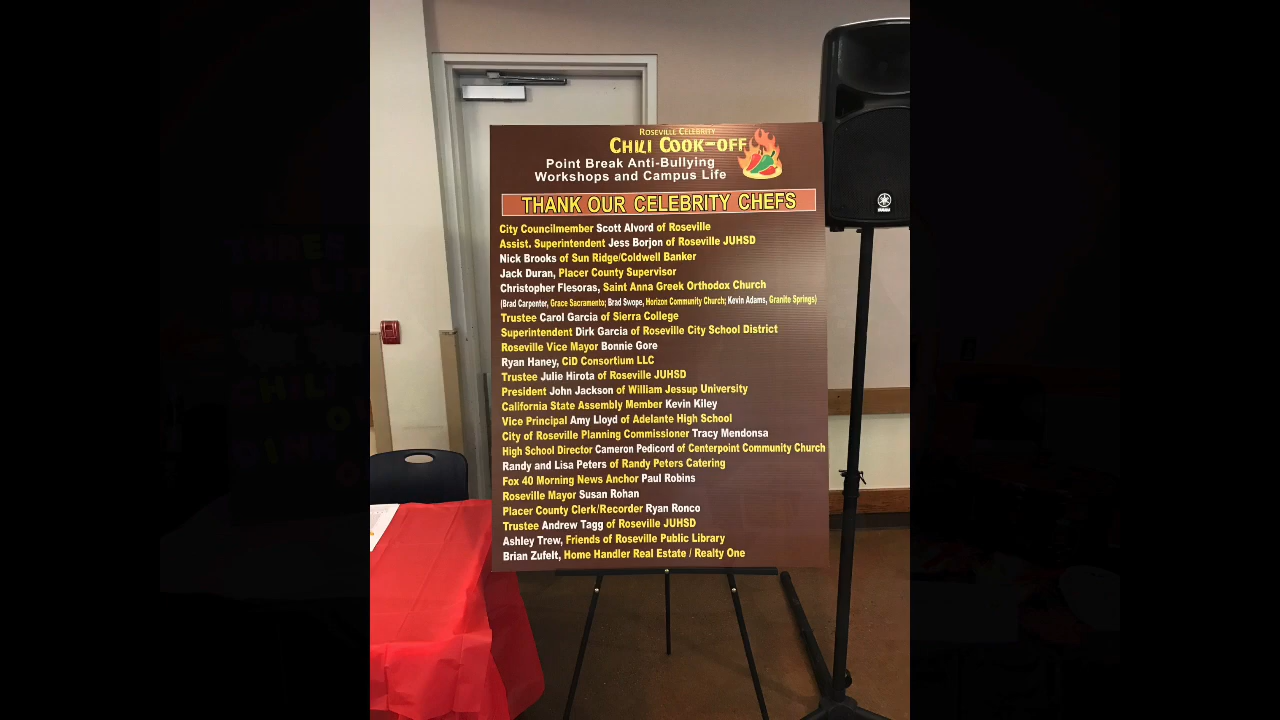 Roseville Celebrity
Chili Cook-off
Point Break Anti-Bullying
Workshops and Campus Life
THANK OUR CELEBRITY CHEFS
City Councilmember Scott Alvord of Roseville
Assist. Superintendent Jess Borjon of Roseville JUHSD
Nick Brooks of Sun Ridge/Coldwell Banker
Jack Duran, Placer County Supervisor
Christopher Flesoras, Saint Anna Greek Orthodox Church
(Brad Carpenter, Grace Sacramento; Brad Swope, Horizon Community Church; Kevin Adams, Granite Springs)
Trustee Carol Garcia of Sierra College
Superintendent Dirk Garcia of Roseville City School District
Roseville Vice Mayor Bonnie Gore
Ryan Haney, CiD Consortium LLC
Trustee Julie Hirota of Roseville JUHSD
President John Jackson of William Jessup University
California State Assembly Member Kevin Kiley
Vice Principal Amy Lloyd of Adelante High School
City of Roseville Planning Commissioner Tracy Mendonsa
High School Director Cameron Pedicord of Centerpoint Community Church
Randy and Lisa Peters of Randy Peters Catering
Fox 40 Morning News Anchor Paul Robins
Roseville Mayor Susan Rohan
Placer County Clerk/Recorder Ryan Ronco
Trustee Andrew Tagg of Roseville JUHSD
Ashley Trew, Friends of Roseville Public Library
Brian Zufelt, Home Handler Real Estate / Realty One